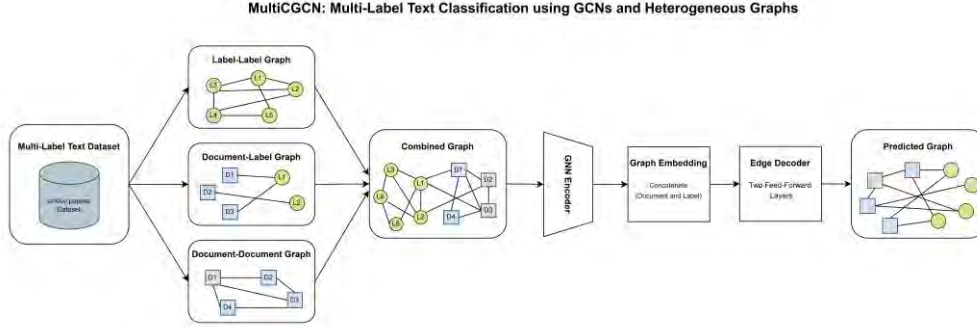 MultiCGCN: Multi-Label Text Classification using GCNs and Heterogeneous Graphs
Multi-Label Text Dataset
Dataset
Label-Label Graph
L3
L1
L2
L4
L5
Document-Label Graph
D1
L1
D2
L2
D3
Document-Document Graph
D1
D2
D3
D4
Combined Graph
L3
D1
L1
D2
L4
D3
L5
L2
D4
GNN Encoder
Graph Embedding
Concatenate
(Document and Label)
Edge Decoder
Two Feed-Forward
Layers
Predicted Graph